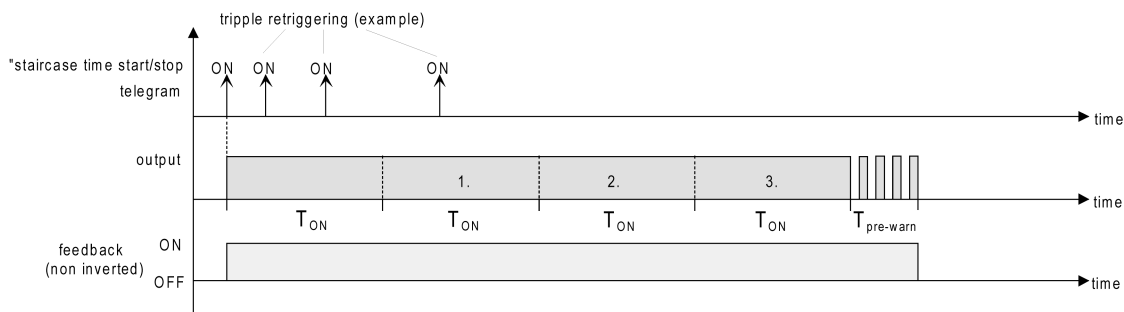 tripple retriggering (example)
"staircase time start/stop
telegram
ON ON ON ON
time
output
1. 2. 3.
time
TON TON TON TON Tpre-warn
feedback
(non inverted)
ON
OFF
time